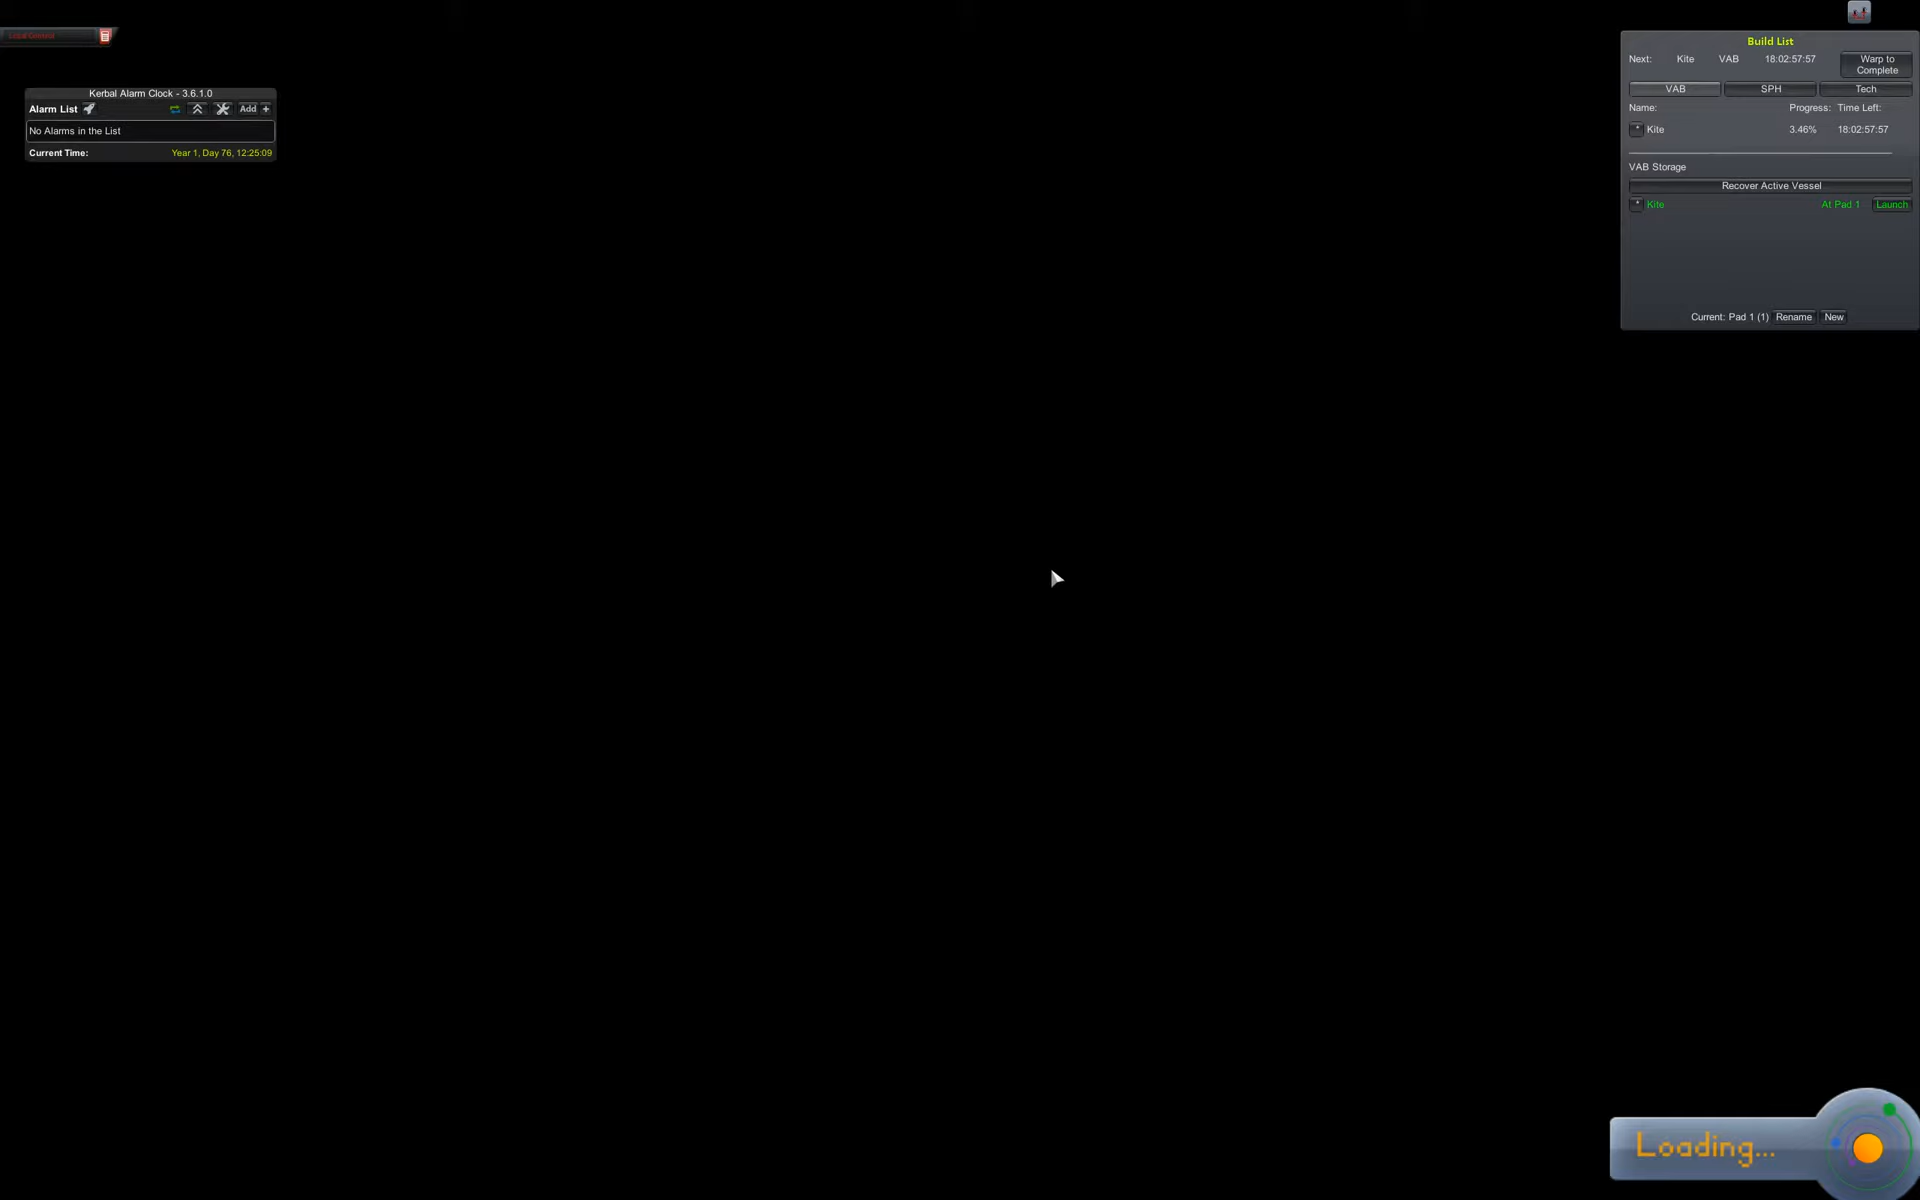 Kerbal Alarm Clock - 3.6.1.0
Alarm List Add +
No Alarms in the List
Current Time: Year 1, Day 76, 12:25:09
Build List
Next: Kite VAB 18:02:57:57 Warp to Complete
VAB SPH Tech
Name: Progress: Time Left:
* Kite 3.46% 18:02:57:57
VAB Storage
Recover Active Vessel
* Kite At Pad 1 Launch
Current: Pad 1 (1) Rename New
Loading...